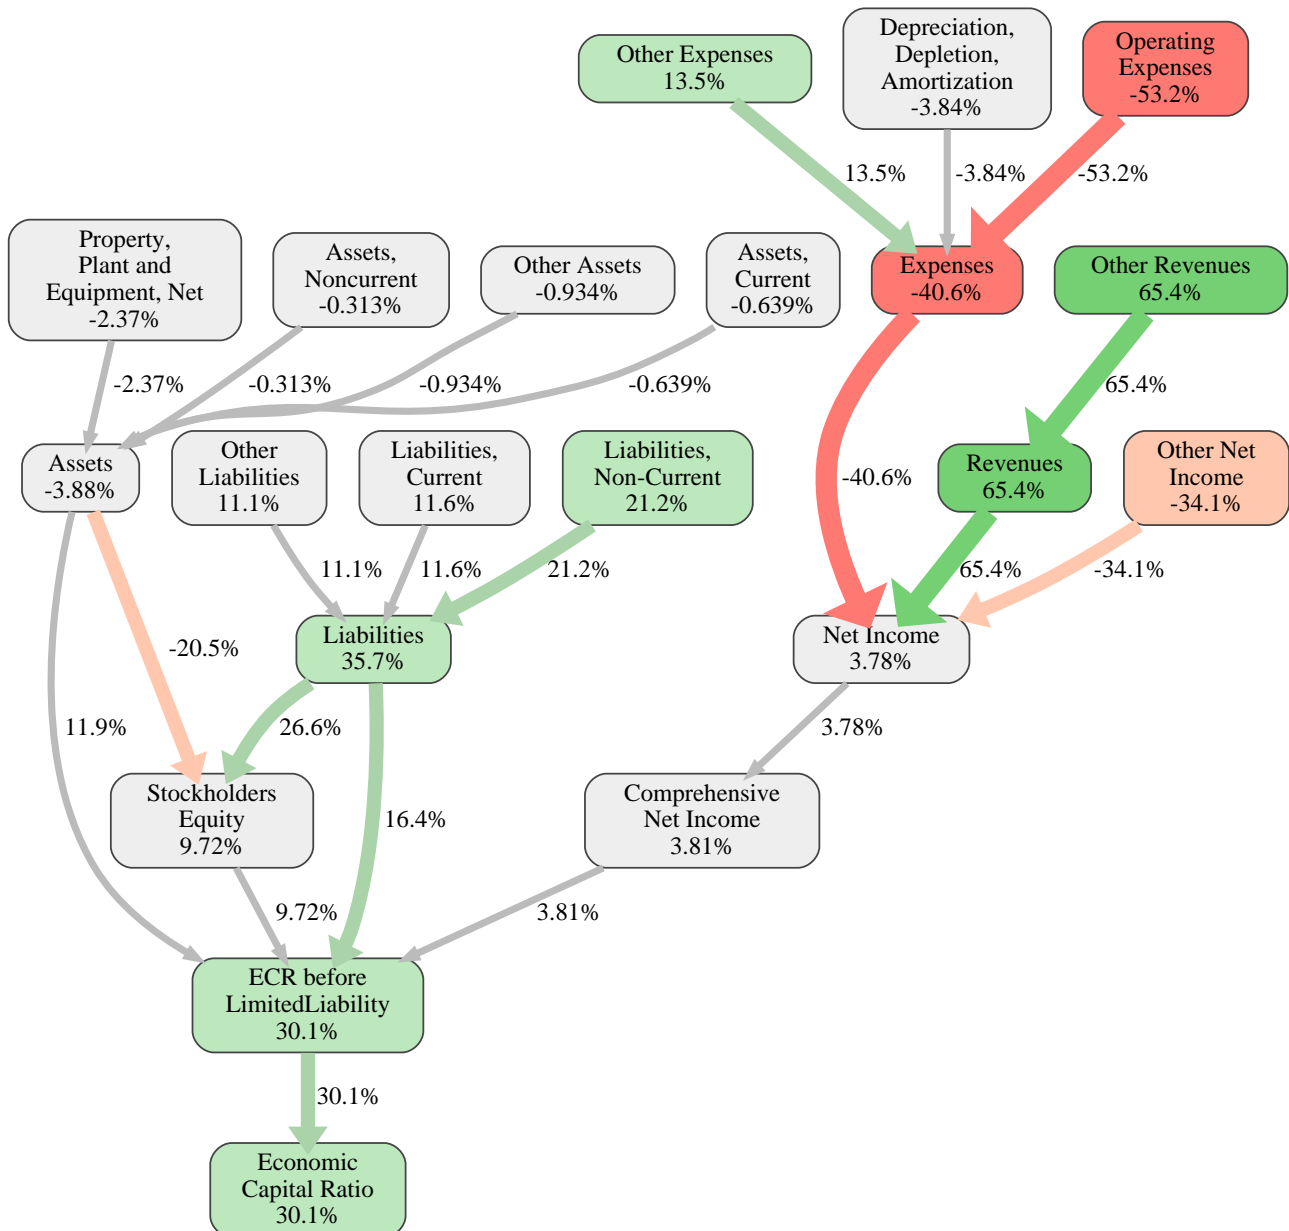 Other Expenses
13.5%
Depreciation,
Depletion,
Amortization
-3.84%
Operating
Expenses
-53.2%
13.5%
-3.84%
-53.2%
Property,
Plant and
Equipment, Net
-2.37%
Assets,
Noncurrent
-0.313%
Other Assets
-0.934%
Assets,
Current
-0.639%
Expenses
-40.6%
Other Revenues
65.4%
-2.37%
-0.313%
-0.934%
-0.639%
65.4%
Assets
-3.88%
Other
Liabilities
11.1%
Liabilities,
Current
11.6%
Liabilities,
Non-Current
21.2%
-40.6%
Revenues
65.4%
Other Net
Income
-34.1%
11.1%
11.6%
21.2%
65.4%
-34.1%
-20.5%
Liabilities
35.7%
Net Income
3.78%
11.9%
26.6%
3.78%
Stockholders
Equity
9.72%
16.4%
Comprehensive
Net Income
3.81%
9.72%
3.81%
ECR before
LimitedLiability
30.1%
30.1%
Economic
Capital Ratio
30.1%